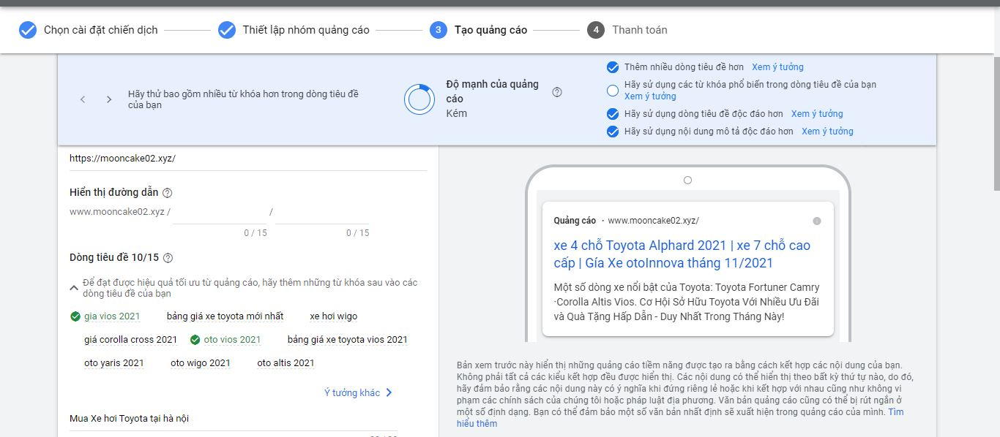 Chọn cài đặt chiến dịch
Thiết lập nhóm quảng cáo
3 Tạo quảng cáo
4 Thanh toán
Hãy thử bao gồm nhiều từ khóa hơn trong dòng tiêu đề
của bạn
Độ mạnh của quảng
cáo
Kém
Thêm nhiều dòng tiêu đề hơn Xem ý tưởng
Hãy sử dụng các từ khóa phổ biến trong dòng tiêu đề của bạn
Xem ý tưởng
Hãy sử dụng dòng tiêu đề độc đáo hơn Xem ý tưởng
Hãy sử dụng nội dung mô tả độc đáo hơn Xem ý tưởng
https://mooncake02.xyz/
Hiển thị đường dẫn
www.mooncake02.xyz / /
0 / 15 0 / 15
Dòng tiêu đề 10/15
Để đạt được hiệu quả tối ưu từ quảng cáo, hãy thêm những từ khóa sau vào các
dòng tiêu đề của bạn
gia vios 2021 bảng giá xe toyota mới nhất xe hơi wigo
giá corolla cross 2021 oto vios 2021 bảng giá xe toyota vios 2021
oto yaris 2021 oto wigo 2021 oto altis 2021
Ý tưởng khác
Mua Xe hơi Toyota tại hà nội
Quảng cáo · www.mooncake02.xyz/
xe 4 chỗ Toyota Alphard 2021 | xe 7 chỗ cao
cấp | Gía Xe otoInnova tháng 11/2021
Một số dòng xe nổi bật của Toyota: Toyota Fortuner Camry
·Corolla Altis Vios. Cơ Hội Sở Hữu Toyota Với Nhiều Ưu Đãi
và Quà Tặng Hấp Dẫn - Duy Nhất Trong Tháng Này!
Bản xem trước này hiển thị những quảng cáo tiềm năng được tạo ra bằng cách kết hợp các nội dung của bạn.
Không phải tất cả các kiểu kết hợp đều được hiển thị. Các nội dung có thể hiển thị theo bất kỳ thứ tự nào, do đó,
hãy đảm bảo rằng các nội dung này có ý nghĩa khi đứng riêng lẻ hoặc khi kết hợp với nhau cũng như không vi
phạm các chính sách của chúng tôi hoặc pháp luật địa phương. Văn bản quảng cáo cũng có thể bị rút ngắn ở
một số định dạng. Bạn có thể đảm bảo một số văn bản nhất định sẽ xuất hiện trong quảng cáo của mình. Tìm
hiểu thêm